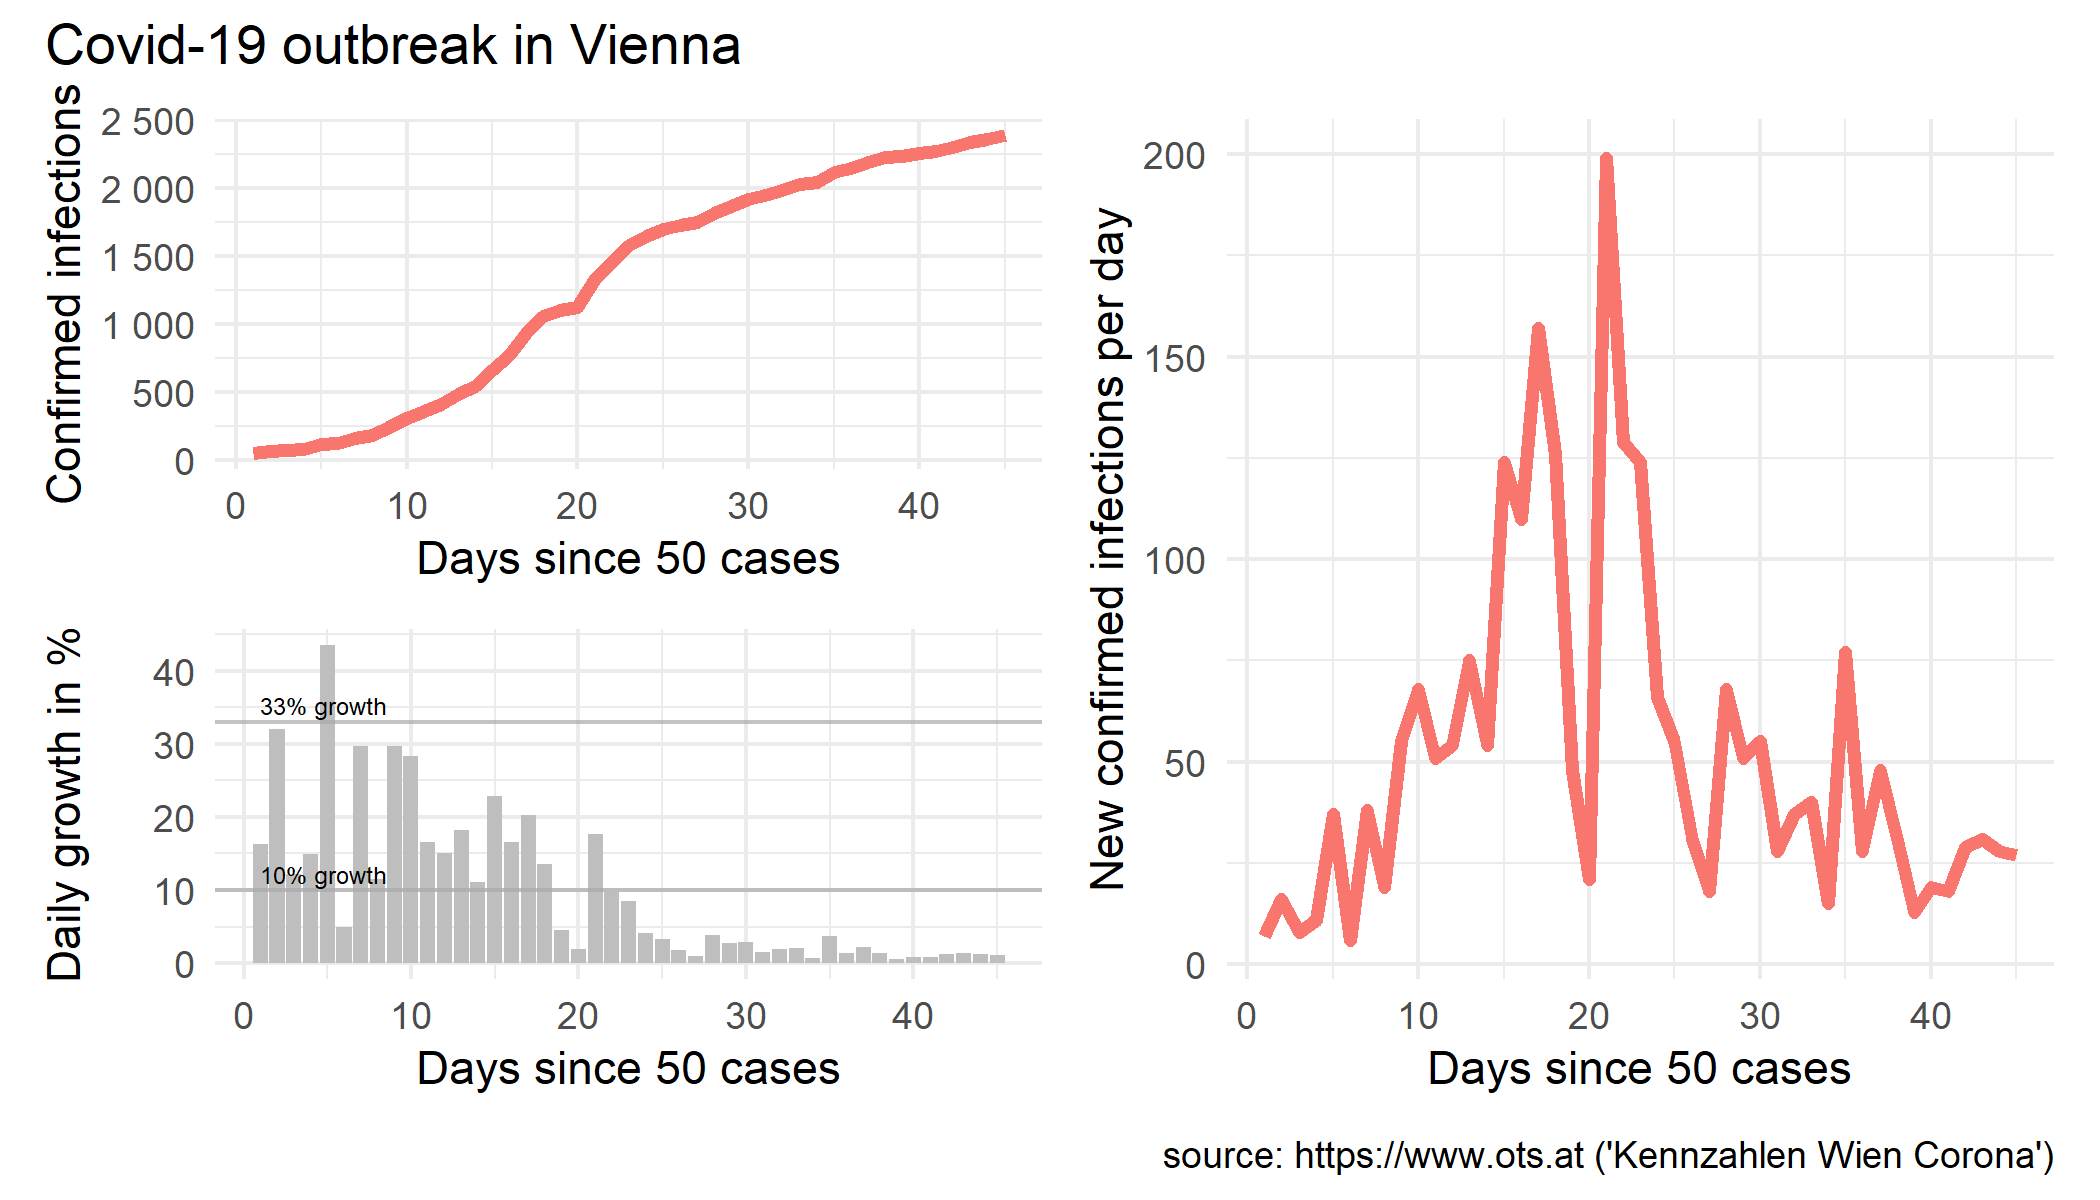 Covid-19 outbreak in Vienna
Confirmed infections
2 500
2 000
1 500
1 000
500
0
0 10 20 30 40
Days since 50 cases
Daily growth in %
40
30
20
10
0
33% growth
10% growth
0 10 20 30 40
Days since 50 cases
New confirmed infections per day
200
150
100
50
0
0 10 20 30 40
Days since 50 cases
source: https://www.ots.at ('Kennzahlen Wien Corona')